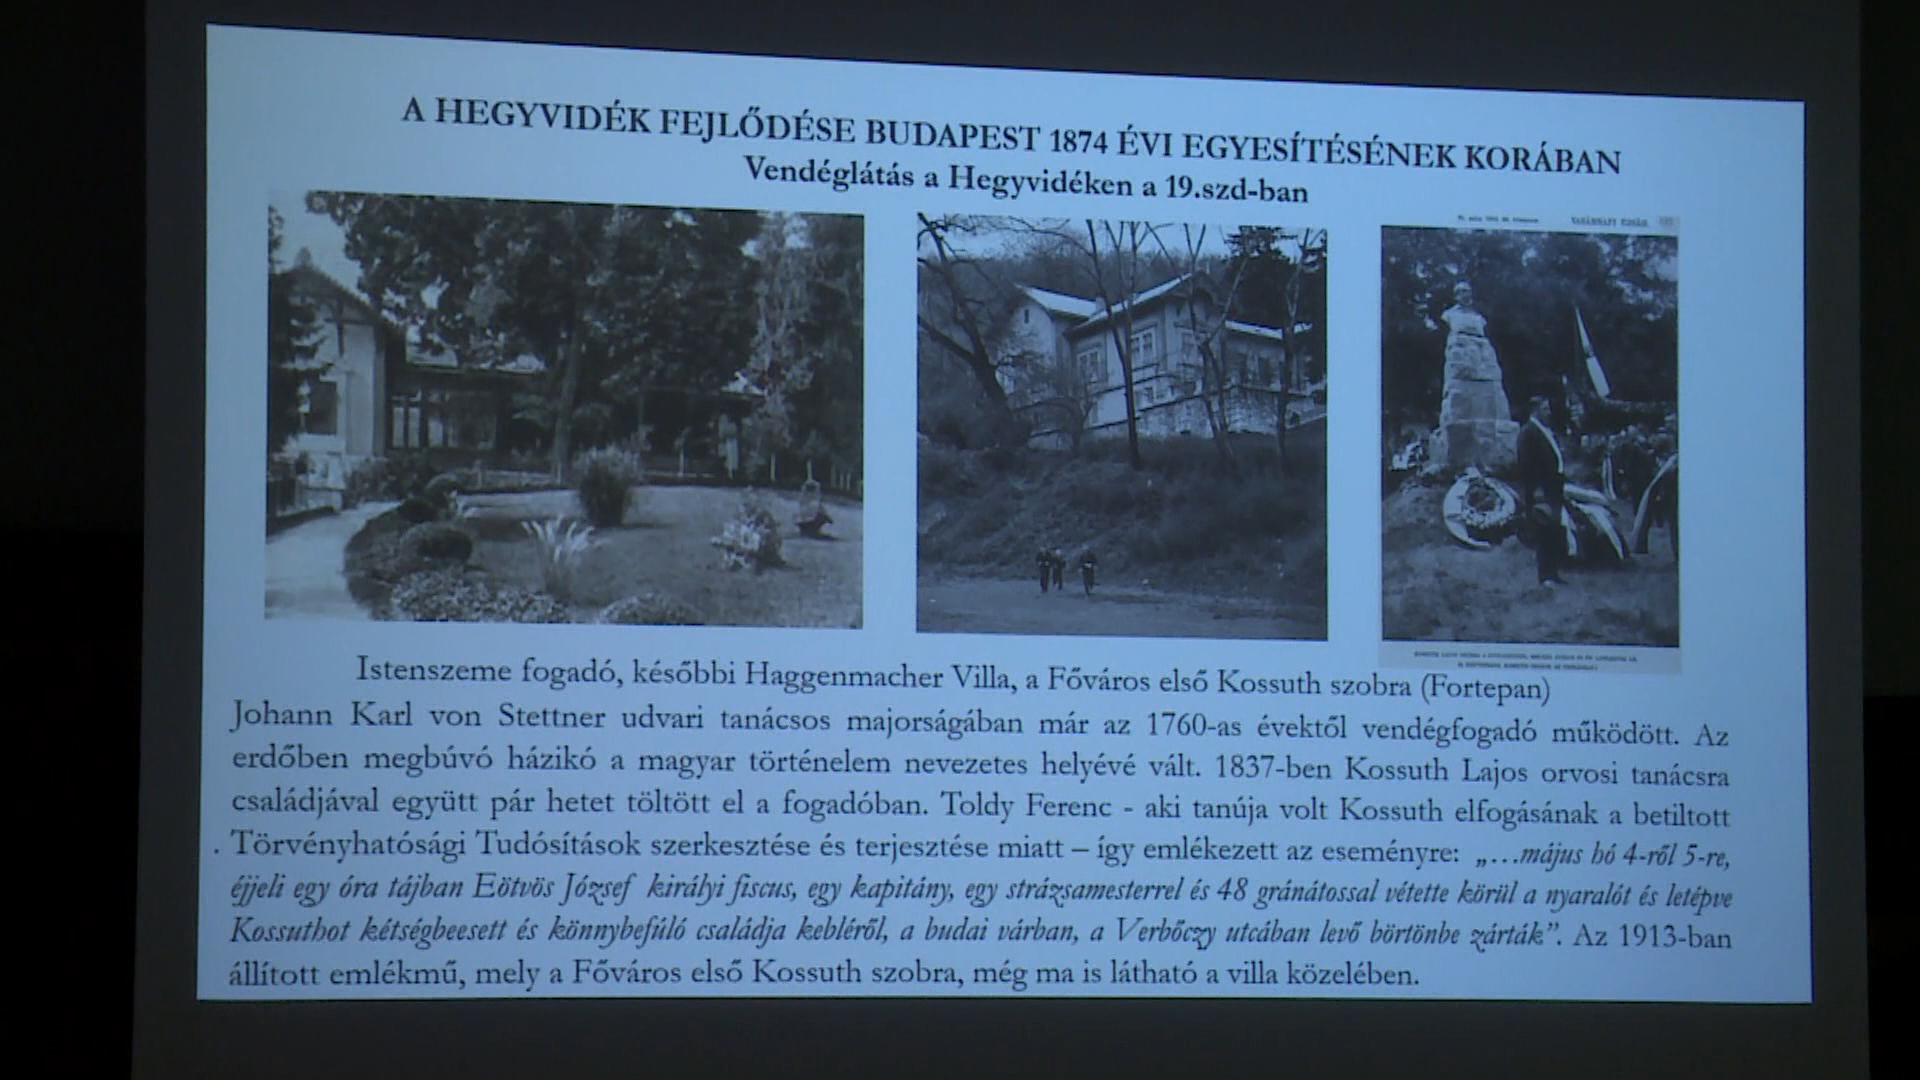 A HEGYVIDÉK FEJLŐDÉSE BUDAPEST 1874 ÉVI EGYESÍTÉSÉNEK KORÁBAN
Vendéglátás a Hegyvidéken a 19.szd-ban
Istenszeme fogadó, későbbi Haggenmacher Villa, a Főváros első Kossuth szobra (Fortepan)
Johann Karl von Stettner udvari tanácsos majorságában már az 1760-as évektől vendégfogadó működött. Az
erdőben megbúvó házikó a magyar történelem nevezetes helyévé vált. 1837-ben Kossuth Lajos orvosi tanácsra
családjával együtt pár hetet töltött el a fogadóban. Toldy Ferenc - aki tanúja volt Kossuth elfogásának a betiltott
. Törvényhatósági Tudósítások szerkesztése és terjesztése miatt – így emlékezett az eseményre: „…május hó 4-ről 5-re,
éjjeli egy óra tájban Eötvös József királyi fiscus, egy kapitány, egy strázsamesterrel és 48 gránátossal vétette körül a nyaralót és letépve
Kossuthot kétségbeesett és könnybefúló családja kebléről, a budai várban, a Verbőczy utcában levő börtönbe zárták”. Az 1913-ban
állított emlékmű, mely a Főváros első Kossuth szobra, még ma is látható a villa közelében.